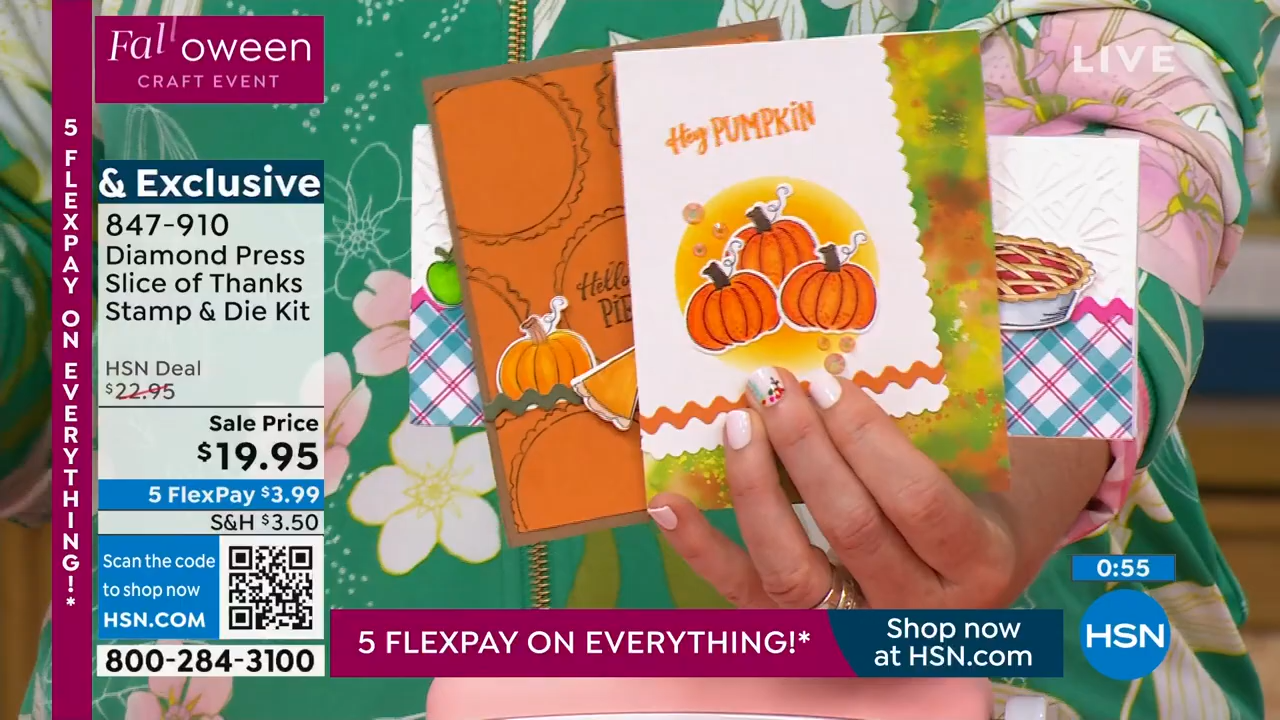 Fall oween
CRAFT EVENT
5 FLEXPAY ON EVERYTHING!*
& Exclusive
847-910
Diamond Press
Slice of Thanks
Stamp & Die Kit
HSN Deal
$22.95
Sale Price
$19.95
5 FlexPay $3.99
S&H $3.50
Scan the code
to shop now
HSN.COM
800-284-3100
LIVE
Hey PUMPKiN
Hello
PIE
5 FLEXPAY ON EVERYTHING!*
Shop now
at HSN.com
0:55
HSN